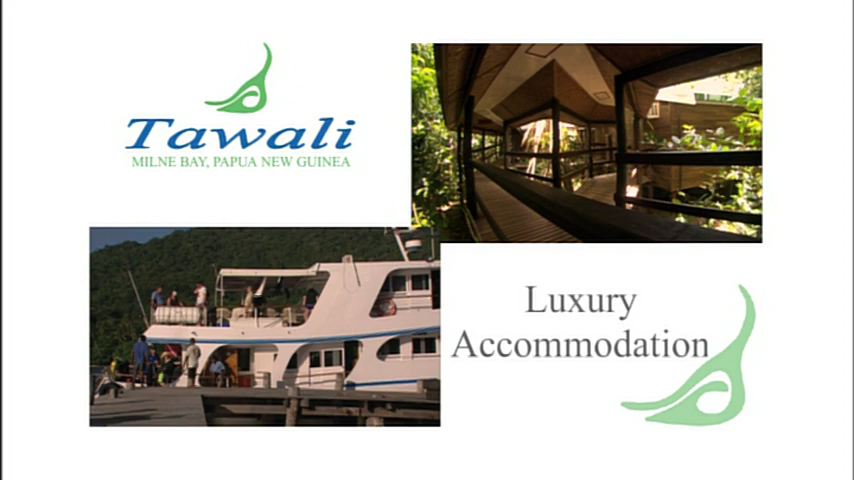 Tawali
MILNE BAY, PAPUA NEW GUINEA
Luxury
Accommodation